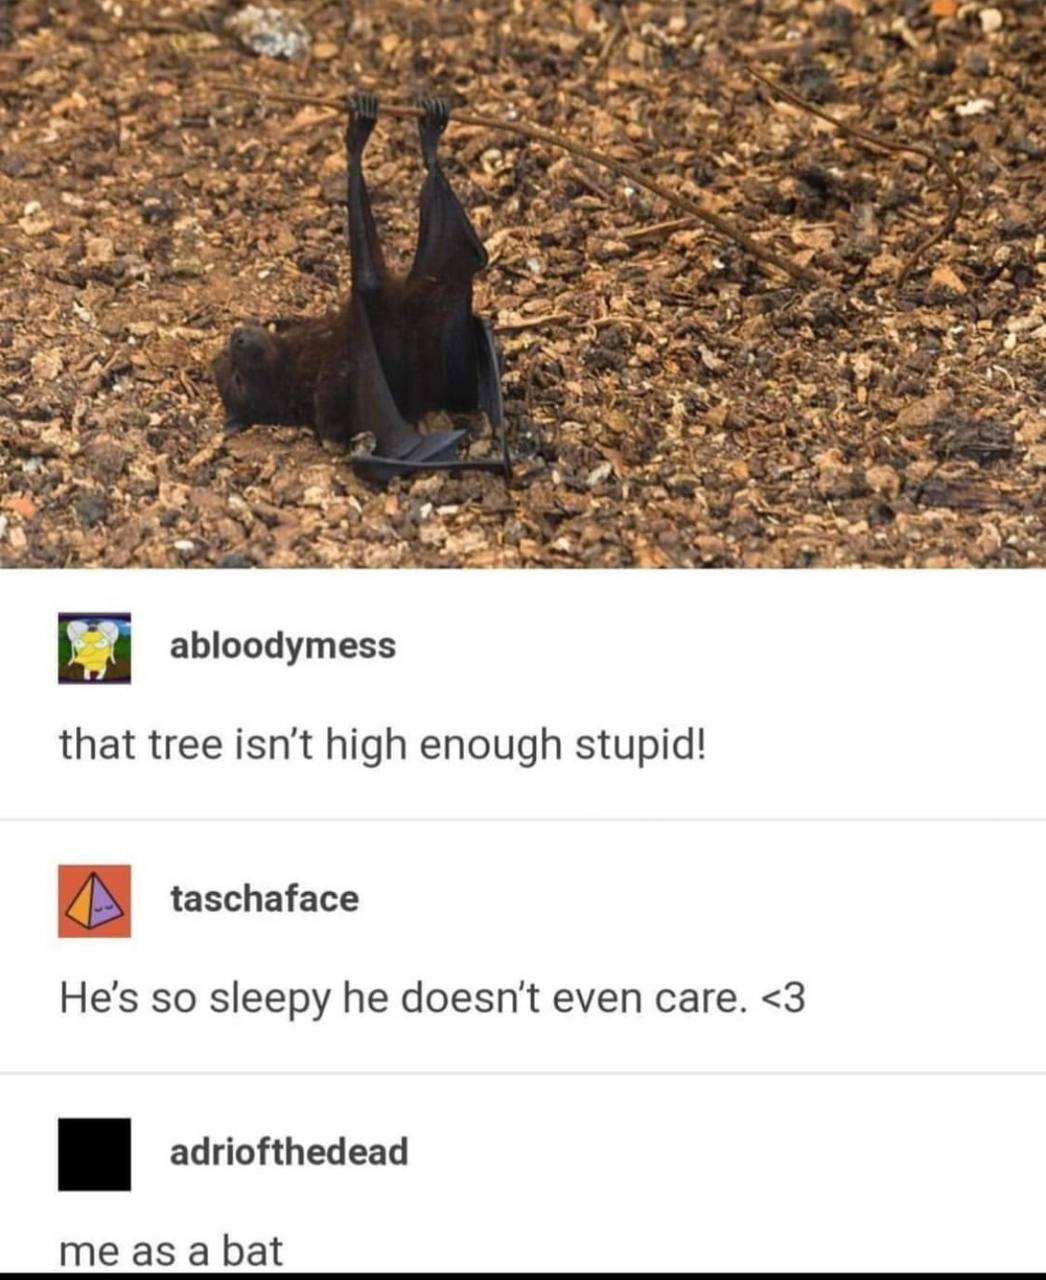 abloodymess
that tree isn't high enough stupid!
taschaface
He's so sleepy he doesn't even care. <3
adriofthedead
me as a bat